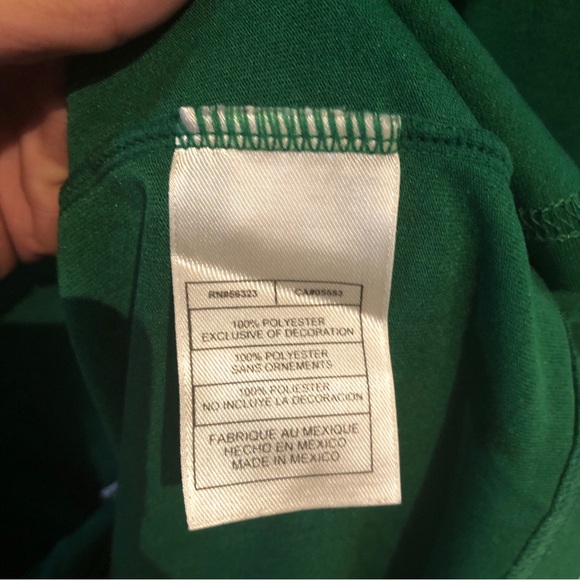 RN#56323 CA#05553
100% POLYESTER
EXCLUSIVE OF DECORATION
100% POLYESTER
SANS ORNEMENTS
100% POLIESTER
NO INCLUYE LA DECORACION
FABRIQUE AU MEXIQUE
HECHO EN MEXICO
MADE IN MEXICO